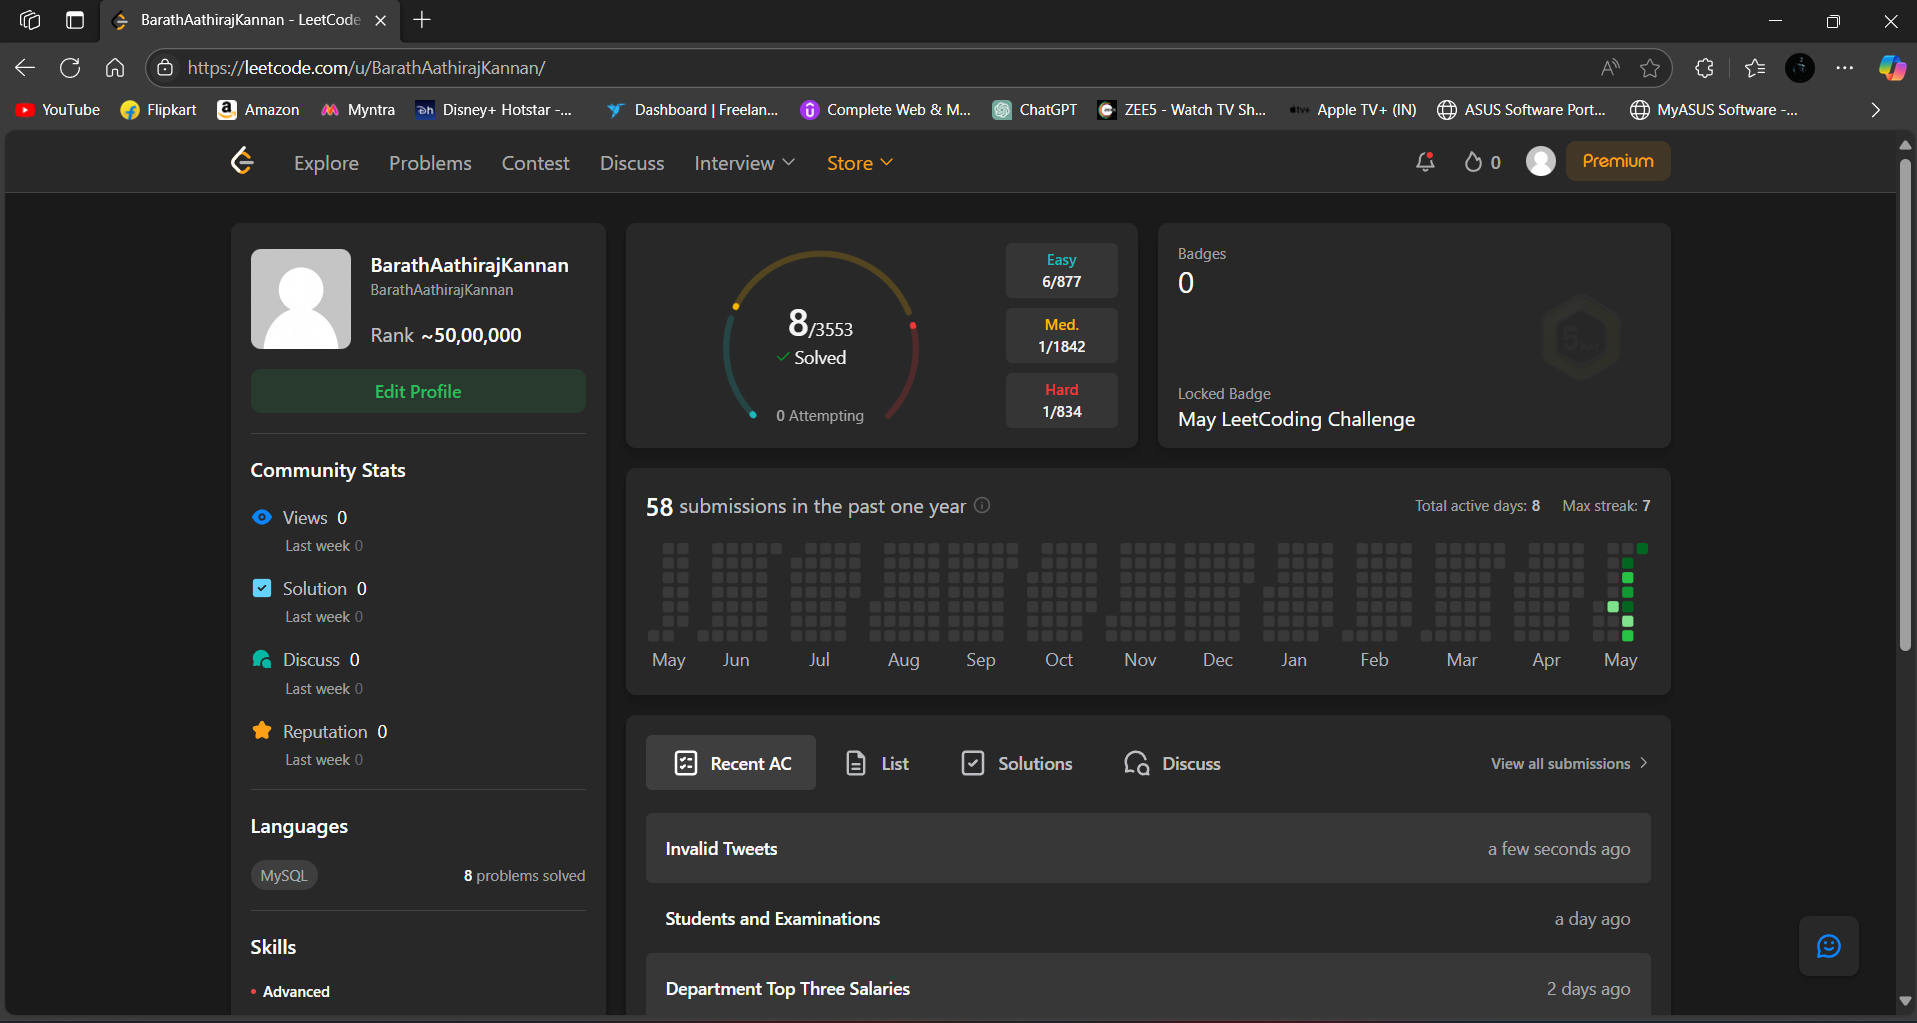 BarathAathirajKannan - LeetCode
https://leetcode.com/u/BarathAathirajKannan/
YouTube Flipkart Amazon Myntra Disney+ Hotstar -... Dashboard | Freelan... Complete Web & M... ChatGPT ZEE5 - Watch TV Sh... Apple TV+ (IN) ASUS Software Port... MyASUS Software -...
Explore Problems Contest Discuss Interview Store 0 Premium
BarathAathirajKannan
BarathAathirajKannan
Rank ~50,00,000
Edit Profile
Community Stats
Views 0
Last week 0
Solution 0
Last week 0
Discuss 0
Last week 0
Reputation 0
Last week 0
Languages
MySQL 8 problems solved
Skills
Advanced
8/3553
Solved
0 Attempting
Easy
6/877
Med.
1/1842
Hard
1/834
Badges
0
Locked Badge
May LeetCoding Challenge
58 submissions in the past one year Total active days: 8 Max streak: 7
May Jun Jul Aug Sep Oct Nov Dec Jan Feb Mar Apr May
Recent AC List Solutions Discuss View all submissions
Invalid Tweets a few seconds ago
Students and Examinations a day ago
Department Top Three Salaries 2 days ago